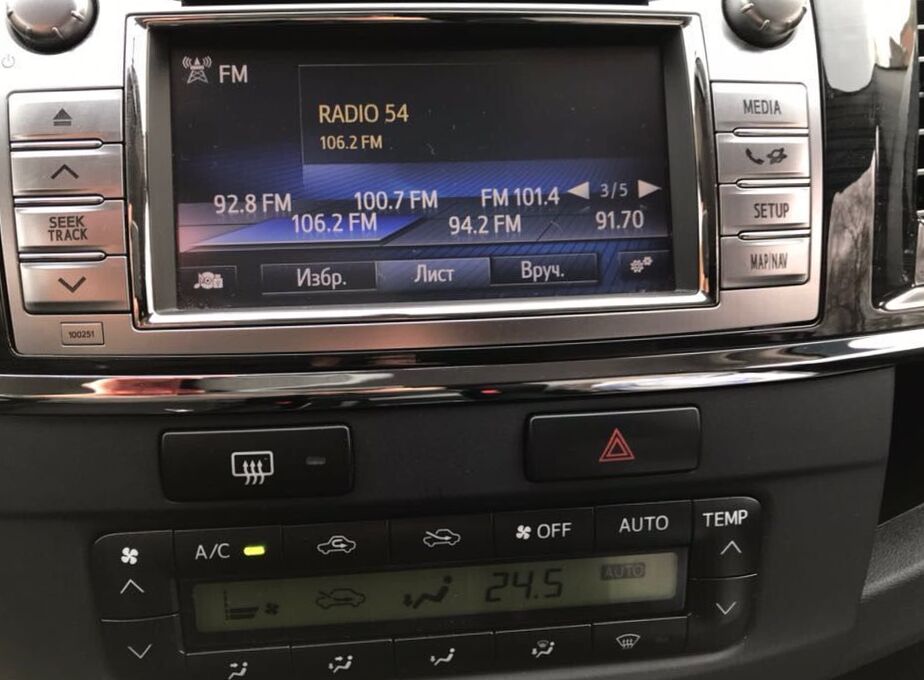 FM
RADIO 54
106.2 FM
92.8 FM 100.7 FM FM 101.4 3/5
106.2 FM 94.2 FM 91.70
Избр. Лист Вруч.
SEEK
TRACK
100251
MEDIA
SETUP
MAP/NAV
A/C OFF AUTO TEMP
24.5 AUTO